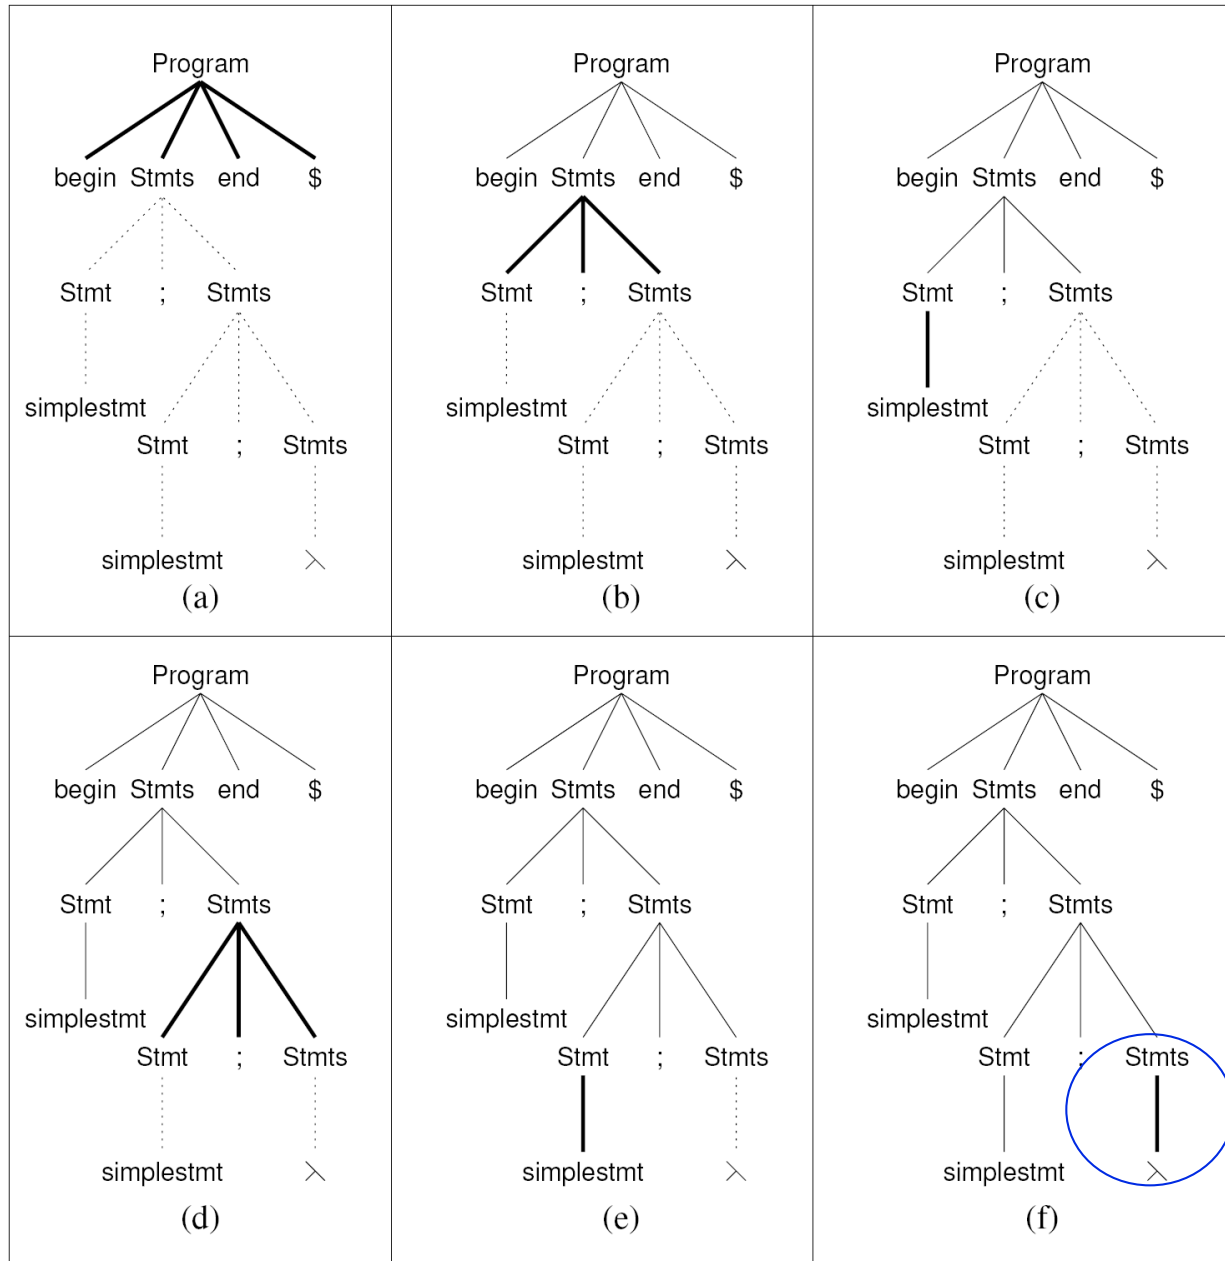 Program
begin Stmts end $
Stmt ; Stmts
simplestmt
Stmt ; Stmts
simplestmt λ
(a)
Program
begin Stmts end $
Stmt ; Stmts
simplestmt
Stmt ; Stmts
simplestmt λ
(b)
Program
begin Stmts end $
Stmt ; Stmts
simplestmt
Stmt ; Stmts
simplestmt λ
(c)
Program
begin Stmts end $
Stmt ; Stmts
simplestmt
Stmt ; Stmts
simplestmt λ
(d)
Program
begin Stmts end $
Stmt ; Stmts
simplestmt
Stmt ; Stmts
simplestmt λ
(e)
Program
begin Stmts end $
Stmt ; Stmts
simplestmt
Stmt ; Stmts
simplestmt λ
(f)